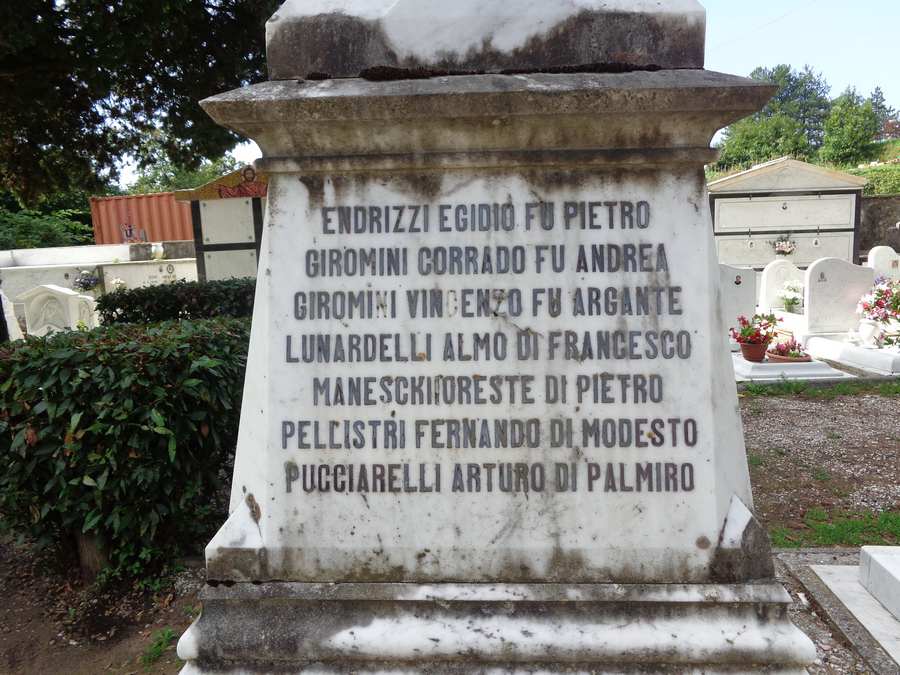 ENDRIZZI EGIDIO FU PIETRO
GIROMINI CORRADO FU ANDREA
GIROMINI VINCENZO FU ARGANTE
LUNARDELLI ALMO DI FRANCESCO
MANESCKI ORESTE DI PIETRO
PELLISTRI FERNANDO DI MODESTO
PUCCIARELLI ARTURO DI PALMIRO